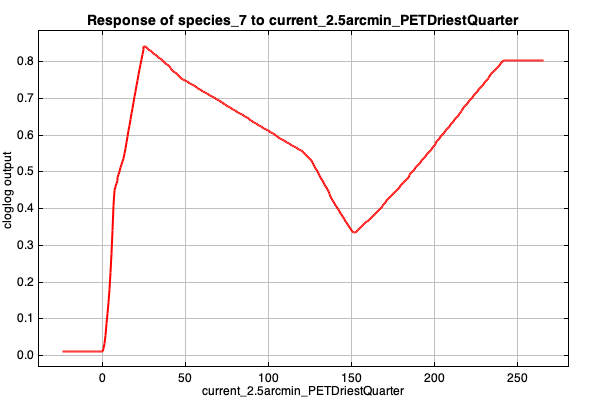 Response of species_7 to current_2.5arcmin_PETDriestQuarter
cloglog output
0.8
0.7
0.6
0.5
0.4
0.3
0.2
0.1
0.0
0 50 100 150 200 250
current_2.5arcmin_PETDriestQuarter